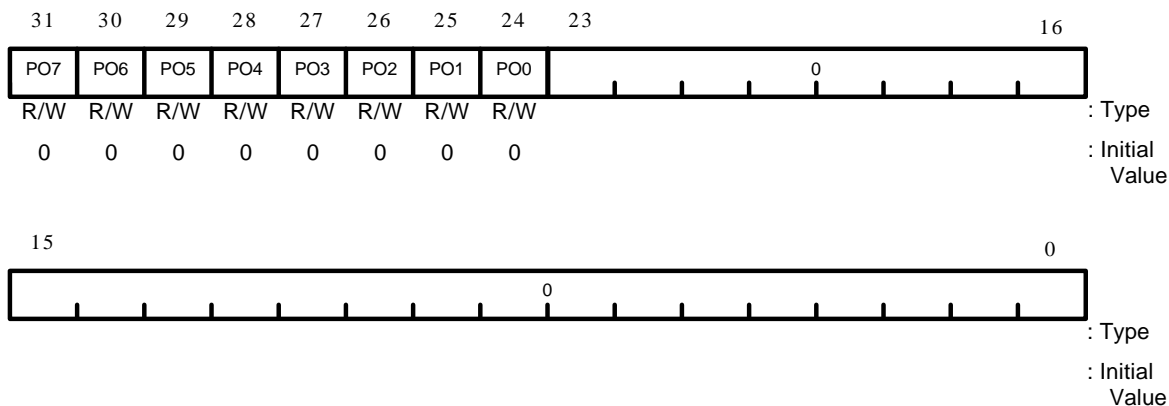 31 30 29 28 27 26 25 24 23 16
PO7 PO6 PO5 PO4 PO3 PO2 PO1 PO0 0
R/W R/W R/W R/W R/W R/W R/W R/W : Type
0 0 0 0 0 0 0 0 : Initial
Value
15 0
0
: Type
: Initial
Value